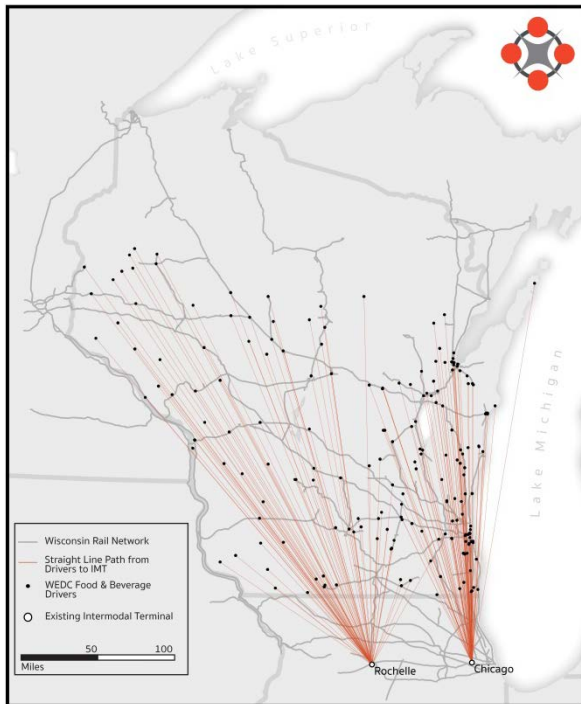 Lake Superior
Lake Michigan
Wisconsin Rail Network
Straight Line Path from
Drivers to IMT
WEDC Food & Beverage
Drivers
Existing Intermodal Terminal
50 100
Miles
Rochelle
Chicago